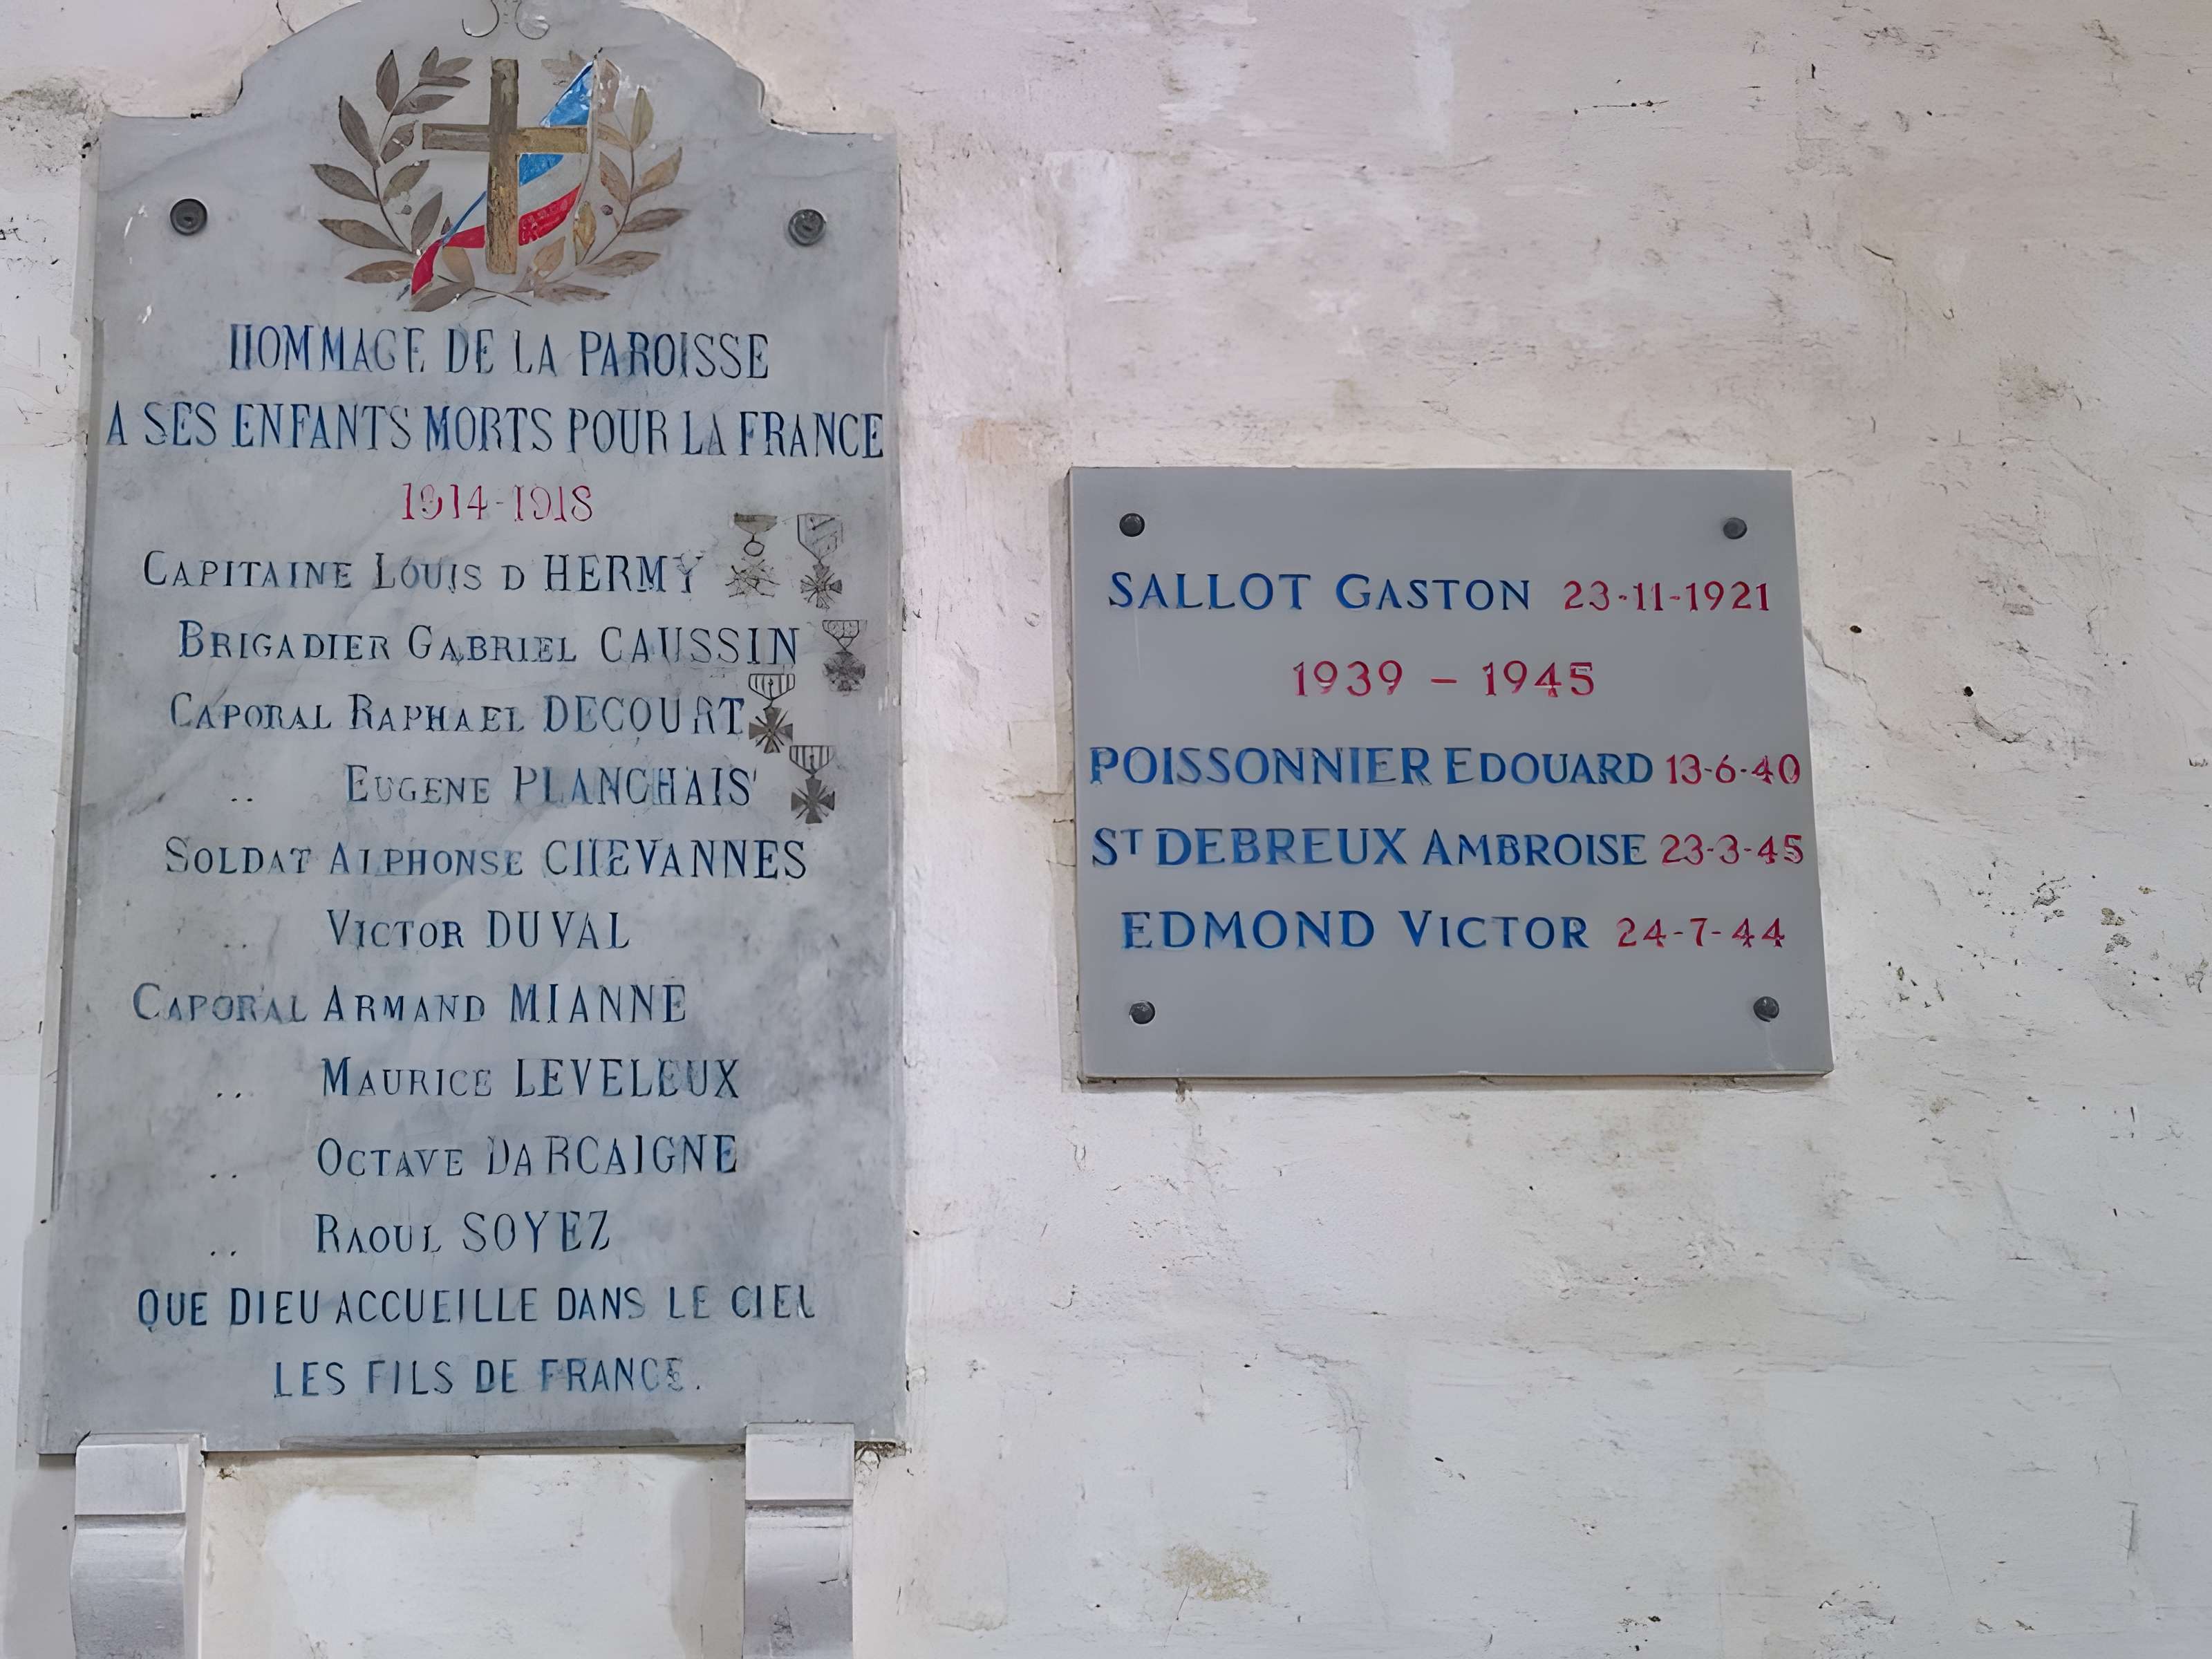 HOMMAGE DE LA PAROISSE
A SES ENFANTS MORTS POUR LA FRANCE
1914-1918
CAPITAINE LOUIS D HERMY
BRIGADIER GABRIEL CAUSSIN
CAPORAL RAPHAEL DECOURT
.. EUGENE PLANCHAIS
SOLDAT ALPHONSE CHEVANNES
.. VICTOR DUVAL
CAPORAL ARMAND MIANNE
.. MAURICE LEVELEUX
.. OCTAVE DARCAIGNE
.. RAOUL SOYEZ
QUE DIEU ACCUEILLE DANS LE CIEL
LES FILS DE FRANCE.
SALLOT GASTON 23-11-1921
1939 - 1945
POISSONNIER EDOUARD 13-6-40
ST DEBREUX AMBROISE 23-3-45
EDMOND VICTOR 24-7-44